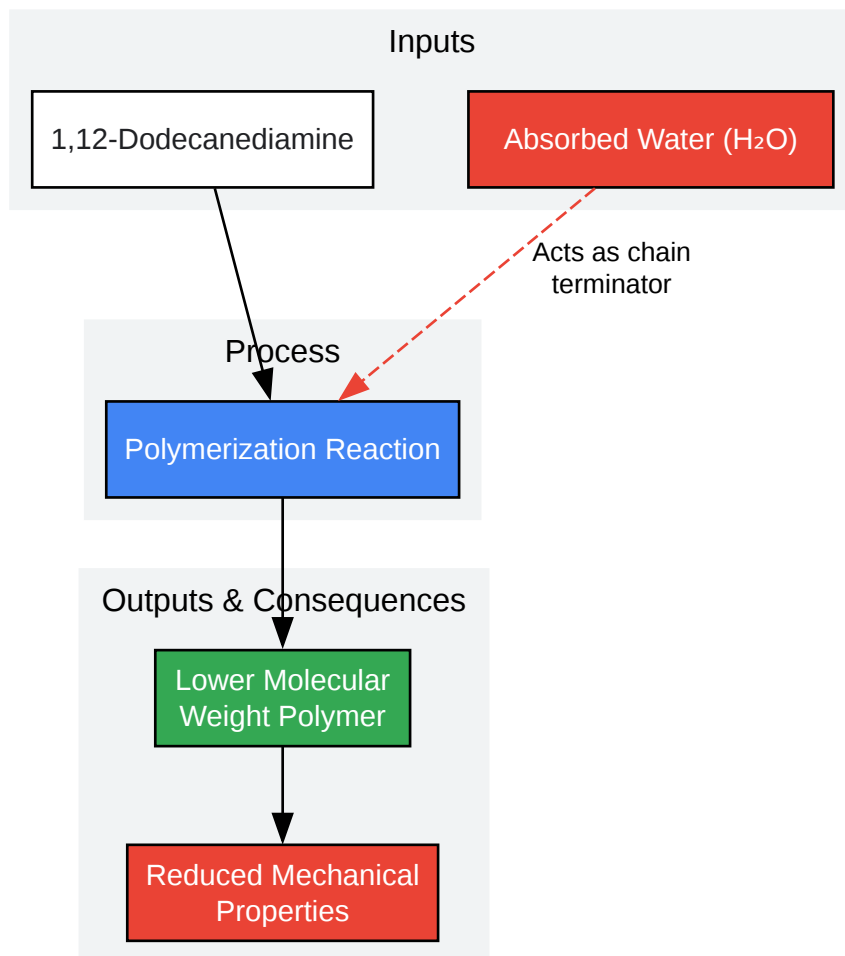 Inputs
1,12-Dodecanediamine
Absorbed Water (H₂O)
Acts as chain
terminator
Process
Polymerization Reaction
Outputs & Consequences
Lower Molecular
Weight Polymer
Reduced Mechanical
Properties